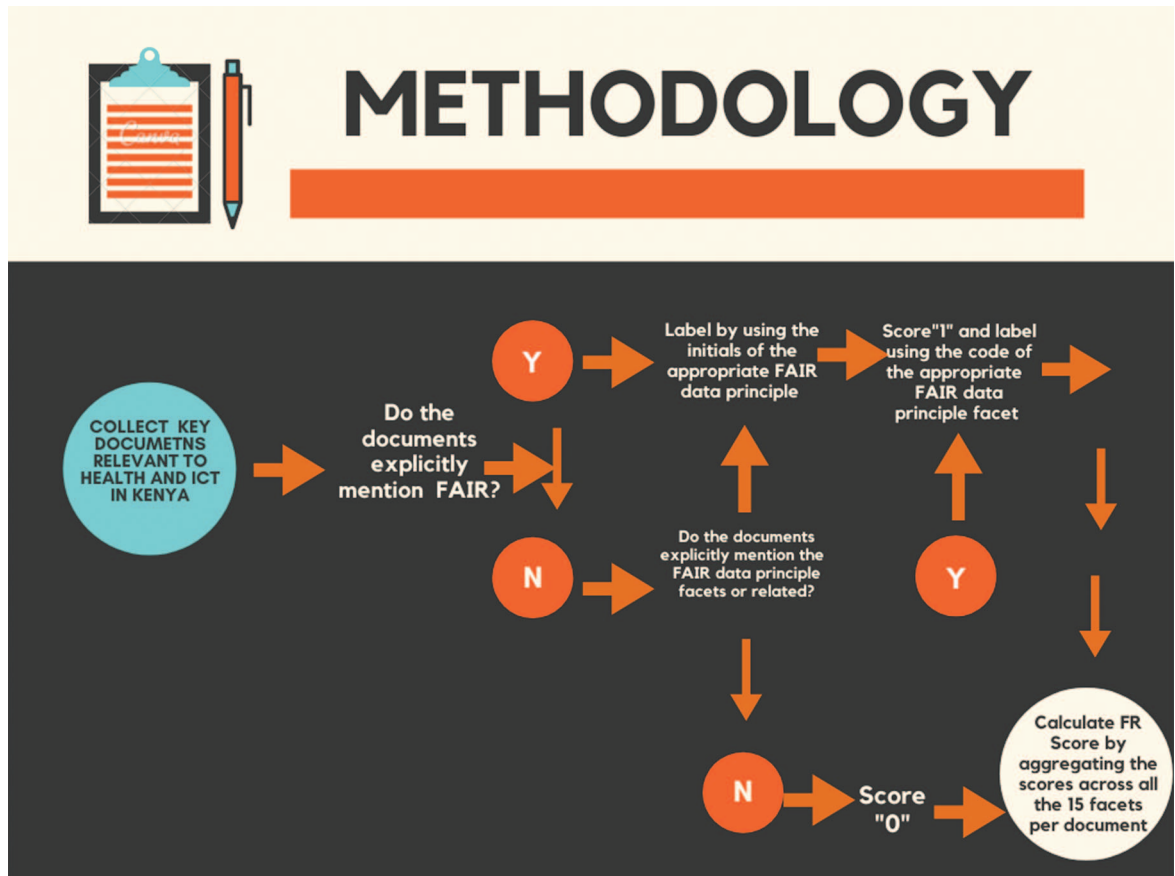 Canva
METHODOLOGY
COLLECT KEY
DOCUMETNS
RELEVANT TO
HEALTH AND ICT
IN KENYA
Do the
documents
explicitly
mention FAIR?
Y
N
Label by using the
initials of the
appropriate FAIR
data principle
Do the documents
explicitly mention the
FAIR data principle
facets or related?
Score"1" and label
using the code of
the appropriate
FAIR data
principle facet
Y
N
Score
"0"
Calculate FR
Score by
aggregating the
scores across all
the 15 facets
per document